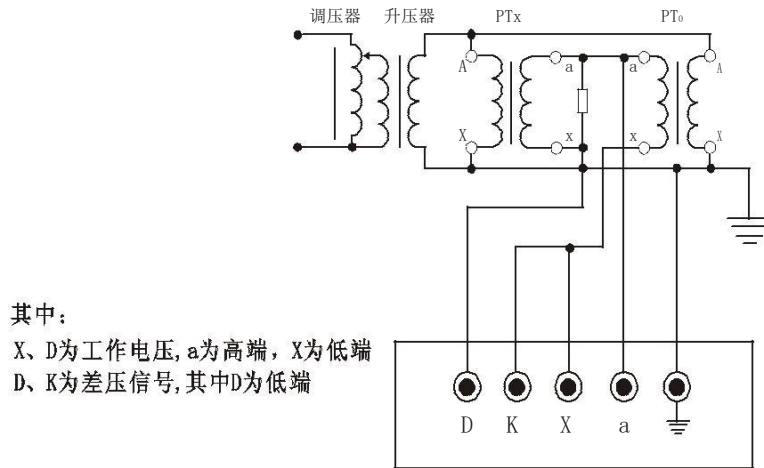 调压器 升压器 PTx PT₀
A a a A
X x x X
其中：
X、D为工作电压,a为高端，X为低端
D、K为差压信号,其中D为低端
D K X a